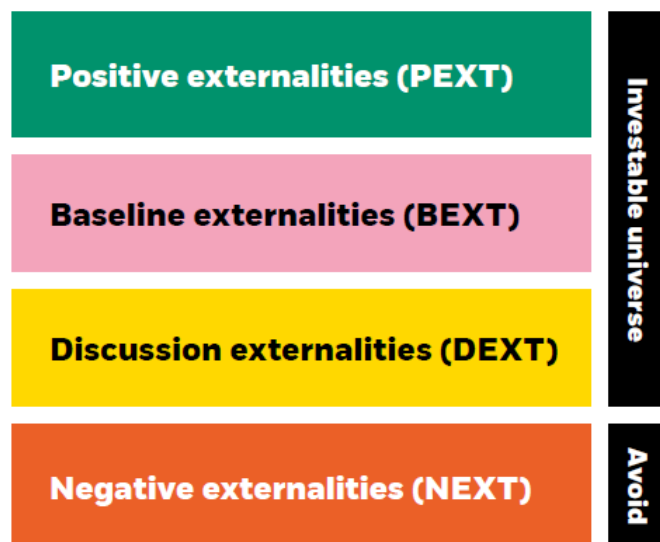 Positive externalities (PEXT)
Baseline externalities (BEXT)
Discussion externalities (DEXT)
Investable universe
Negative externalities (NEXT)
Avoid